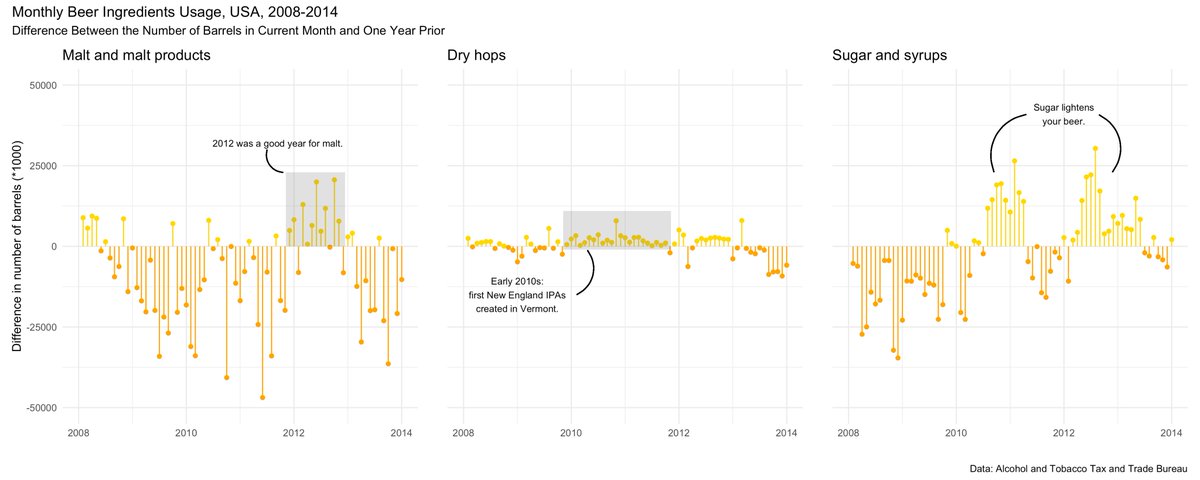 Monthly Beer Ingredients Usage, USA, 2008-2014
Difference Between the Number of Barrels in Current Month and One Year Prior
Malt and malt products
Dry hops
Sugar and syrups
Difference in number of barrels (*1000)
50000
25000
0
-25000
-50000
2012 was a good year for malt.
Early 2010s:
first New England IPAs
created in Vermont.
Sugar lightens
your beer.
2008 2010 2012 2014
2008 2010 2012 2014
2008 2010 2012 2014
Data: Alcohol and Tobacco Tax and Trade Bureau